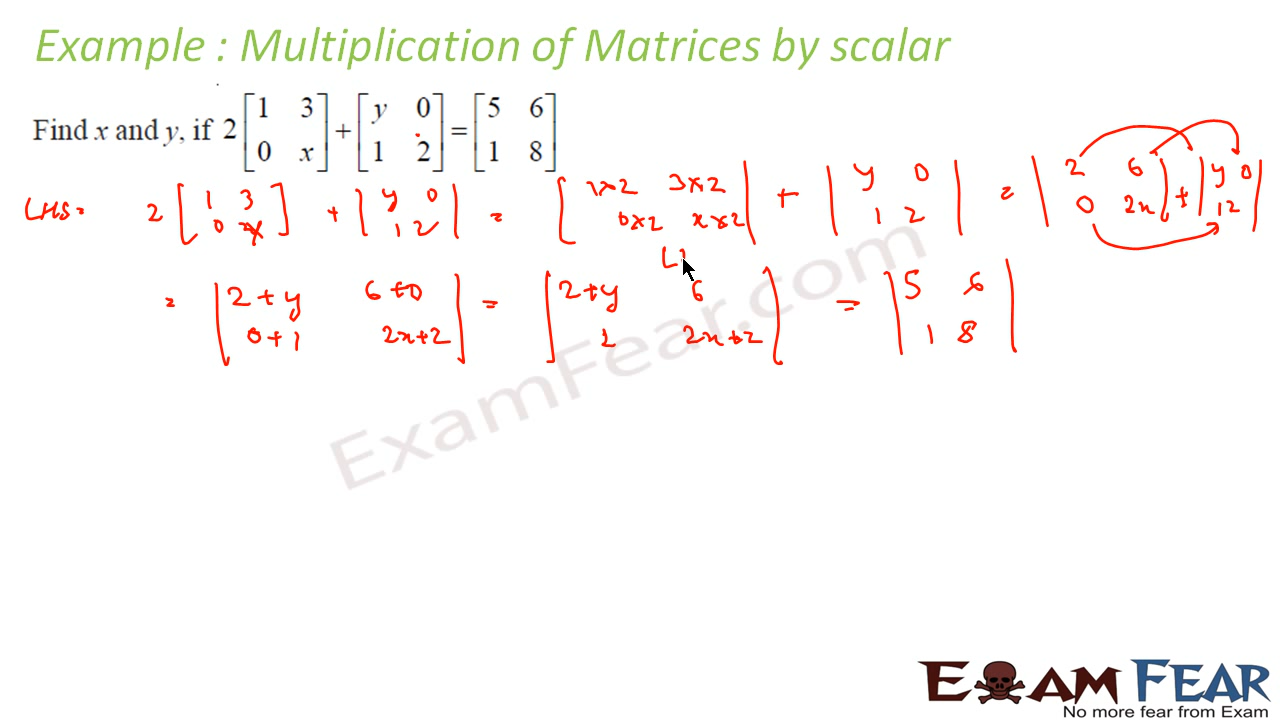 Example : Multiplication of Matrices by scalar
Find x and y, if 2 [1 3; 0 x] + [y 0; 1 2] = [5 6; 1 8]
LHS = 2 [1 3; 0 x] + [y 0; 1 2] = [1×2 3×2; 0×2 x×2] + [y 0; 1 2] = [2 6; 0 2x] + [y 0; 1 2]
= [2+y 6+0; 0+1 2x+2] = [2+y 6; 1 2x+2] = [5 6; 1 8]
ExamFear.com
EXAM FEAR
No more fear from Exam